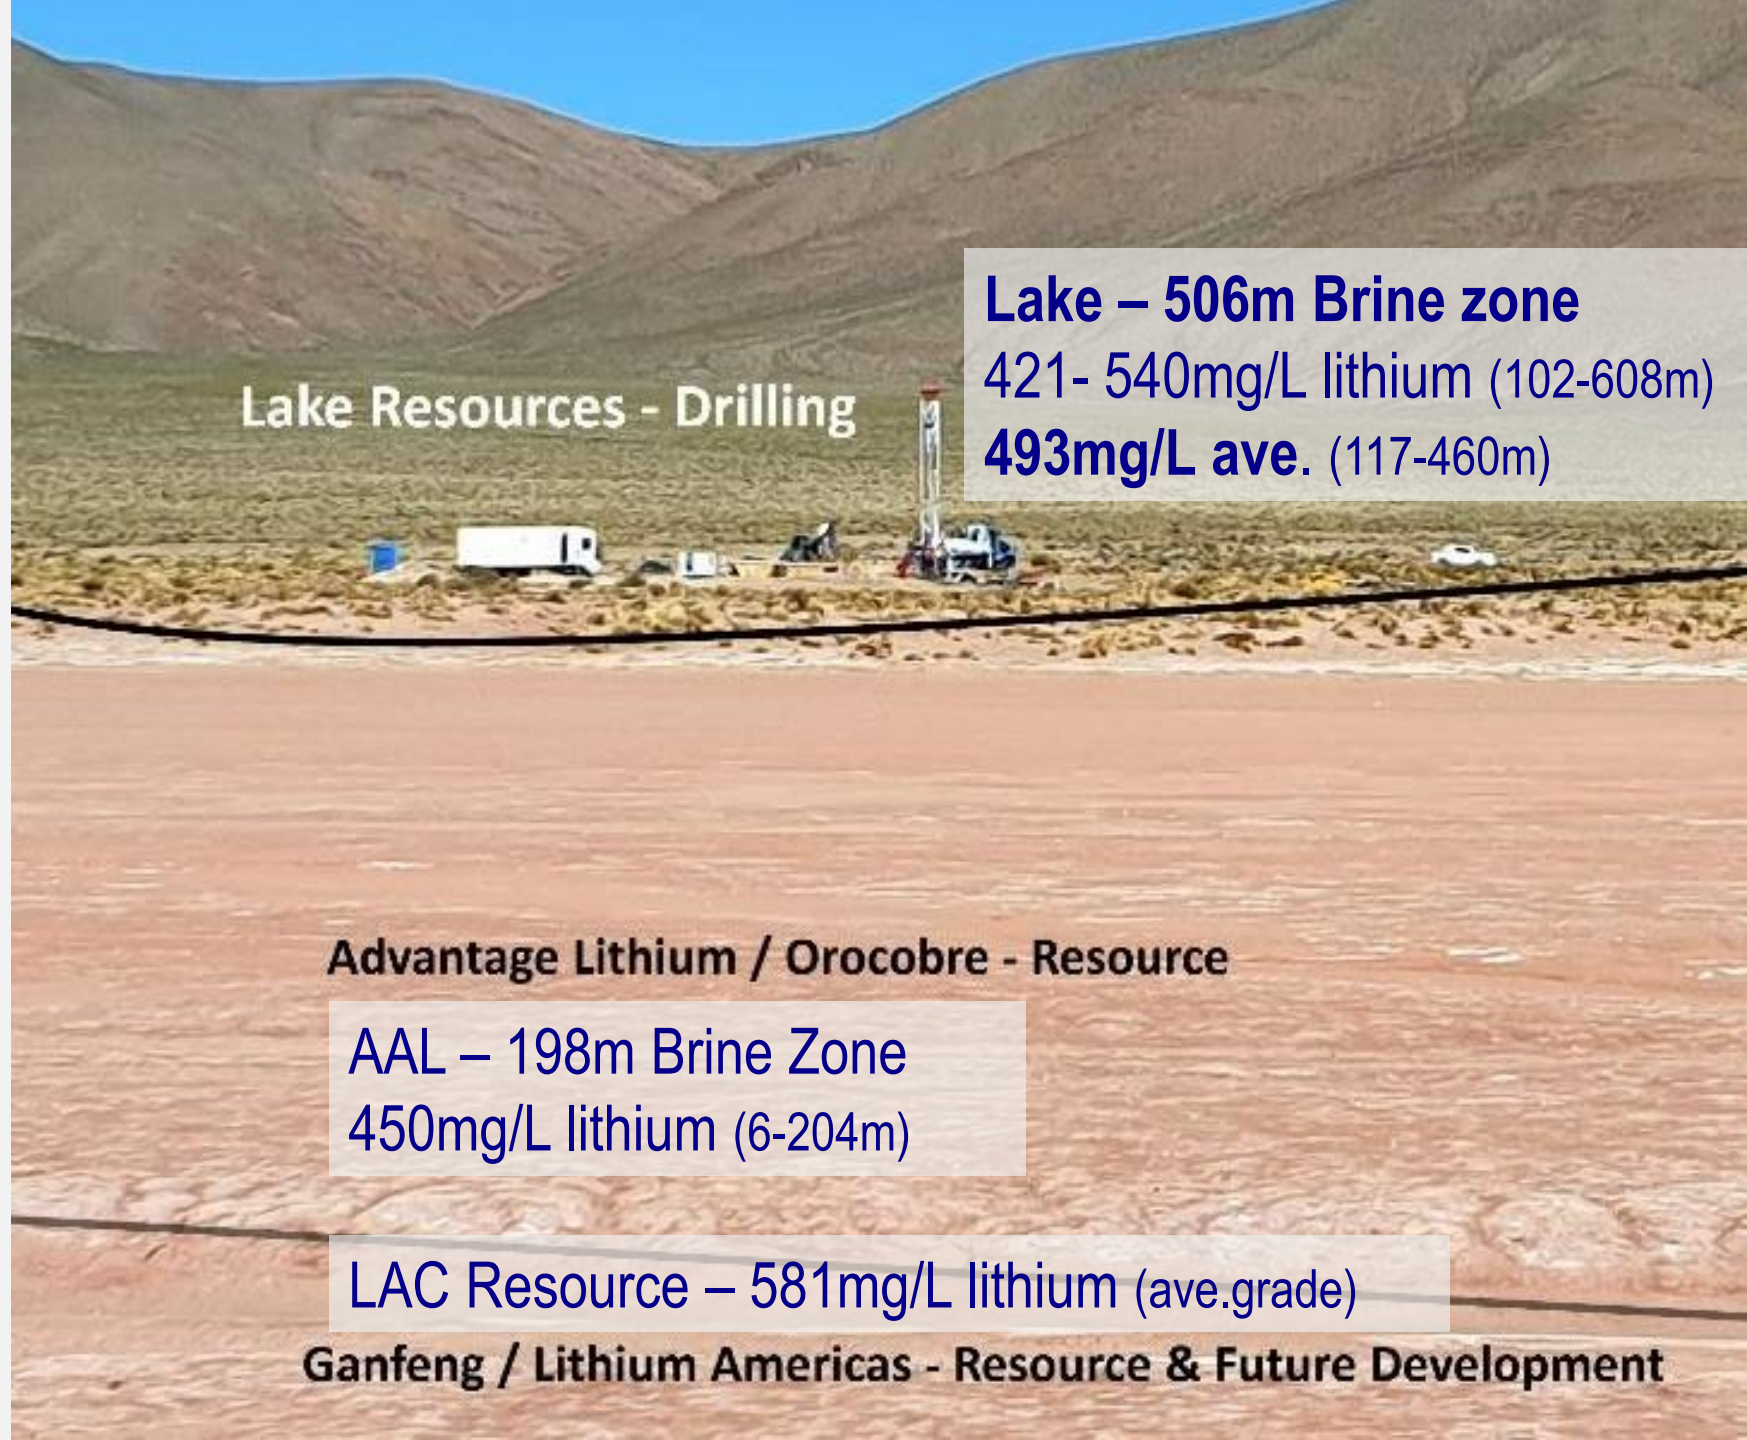 Lake – 506m Brine zone
421- 540mg/L lithium (102-608m)
493mg/L ave. (117-460m)
Lake Resources - Drilling
Advantage Lithium / Orocobre - Resource
AAL – 198m Brine Zone
450mg/L lithium (6-204m)
LAC Resource – 581mg/L lithium (ave.grade)
Ganfeng / Lithium Americas - Resource & Future Development